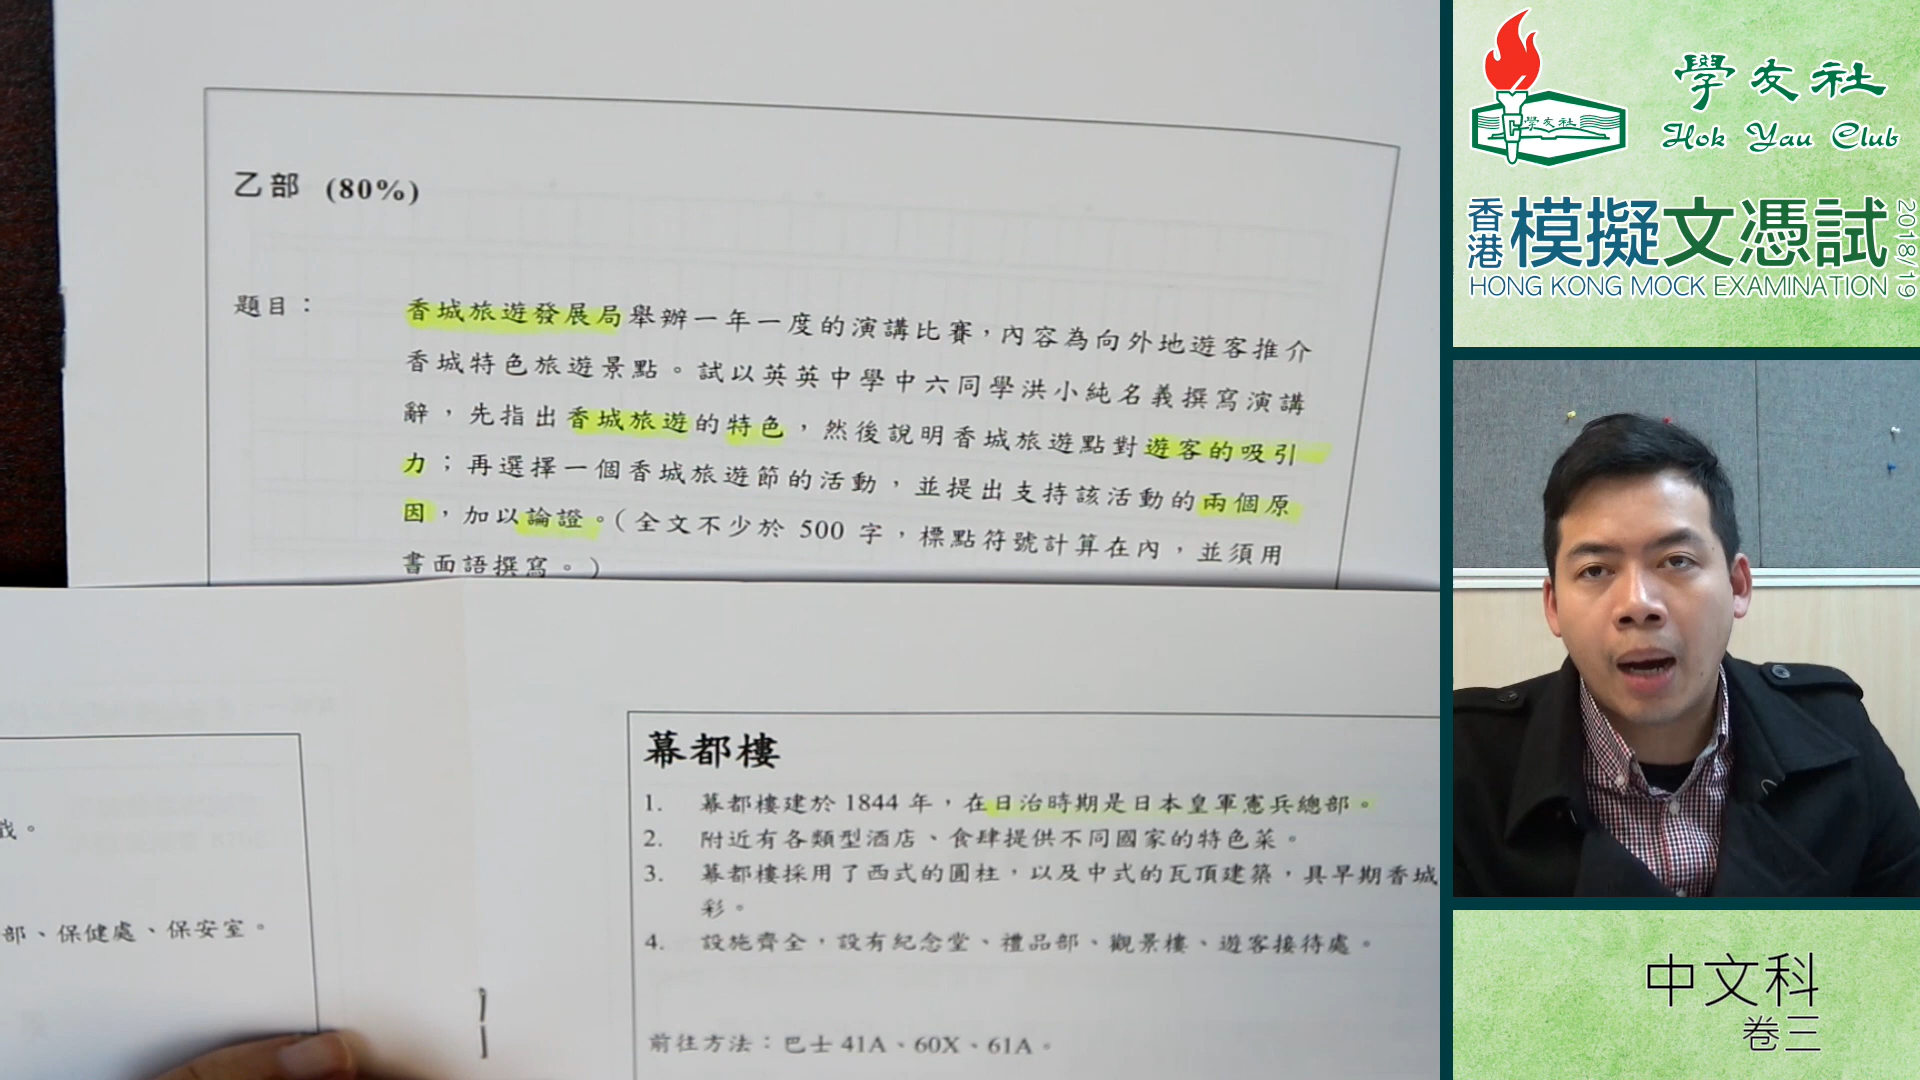 乙部 (80%)
題目：
香城旅遊發展局舉辦一年一度的演講比賽，內容為向外地遊客推介
香城特色旅遊景點。試以英英中學中六同學洪小純名義撰寫演講
辭，先指出香城旅遊的特色，然後說明香城旅遊點對遊客的吸引
力；再選擇一個香城旅遊節的活動，並提出支持該活動的兩個原
因，加以論證。（全文不少於 500 字，標點符號計算在內，並須用
書面語撰寫。）
戲。
部、保健處、保安室。
幕都樓
1. 幕都樓建於 1844 年，在日治時期是日本皇軍憲兵總部。
2. 附近有各類型酒店、食肆提供不同國家的特色菜。
3. 幕都樓採用了西式的圓柱，以及中式的瓦頂建築，具早期香城
彩。
4. 設施齊全，設有紀念堂、禮品部、觀景樓、遊客接待處。
前往方法：巴士 41A、60X、61A。
學友社
學友社
Hok Yau Club
香港模擬文憑試
2018/19
HONG KONG MOCK EXAMINATION
中文科
卷三